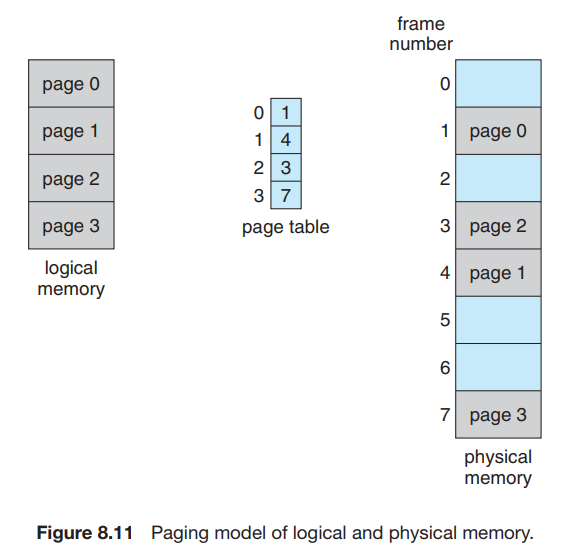 frame
number
page 0
page 1
page 2
page 3
logical
memory
0 1
1 4
2 3
3 7
page table
0
1 page 0
2
3 page 2
4 page 1
5
6
7 page 3
physical
memory
Figure 8.11 Paging model of logical and physical memory.